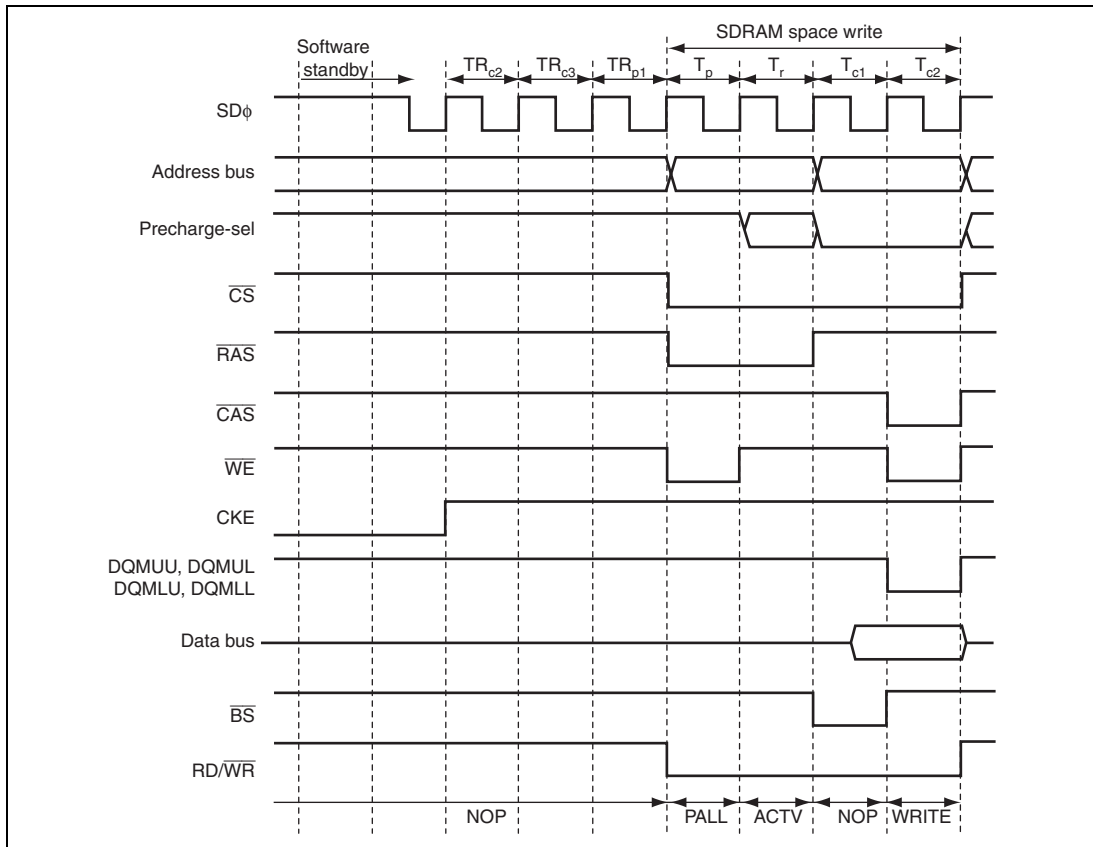 SDRAM space write
Software
standby
TRc2 TRc3 TRp1 Tp Tr Tc1 Tc2
SDϕ
Address bus
Precharge-sel
CS
RAS
CAS
WE
CKE
DQMUU, DQMUL
DQMLU, DQMLL
Data bus
BS
RD/WR
NOP PALL ACTV NOP WRITE